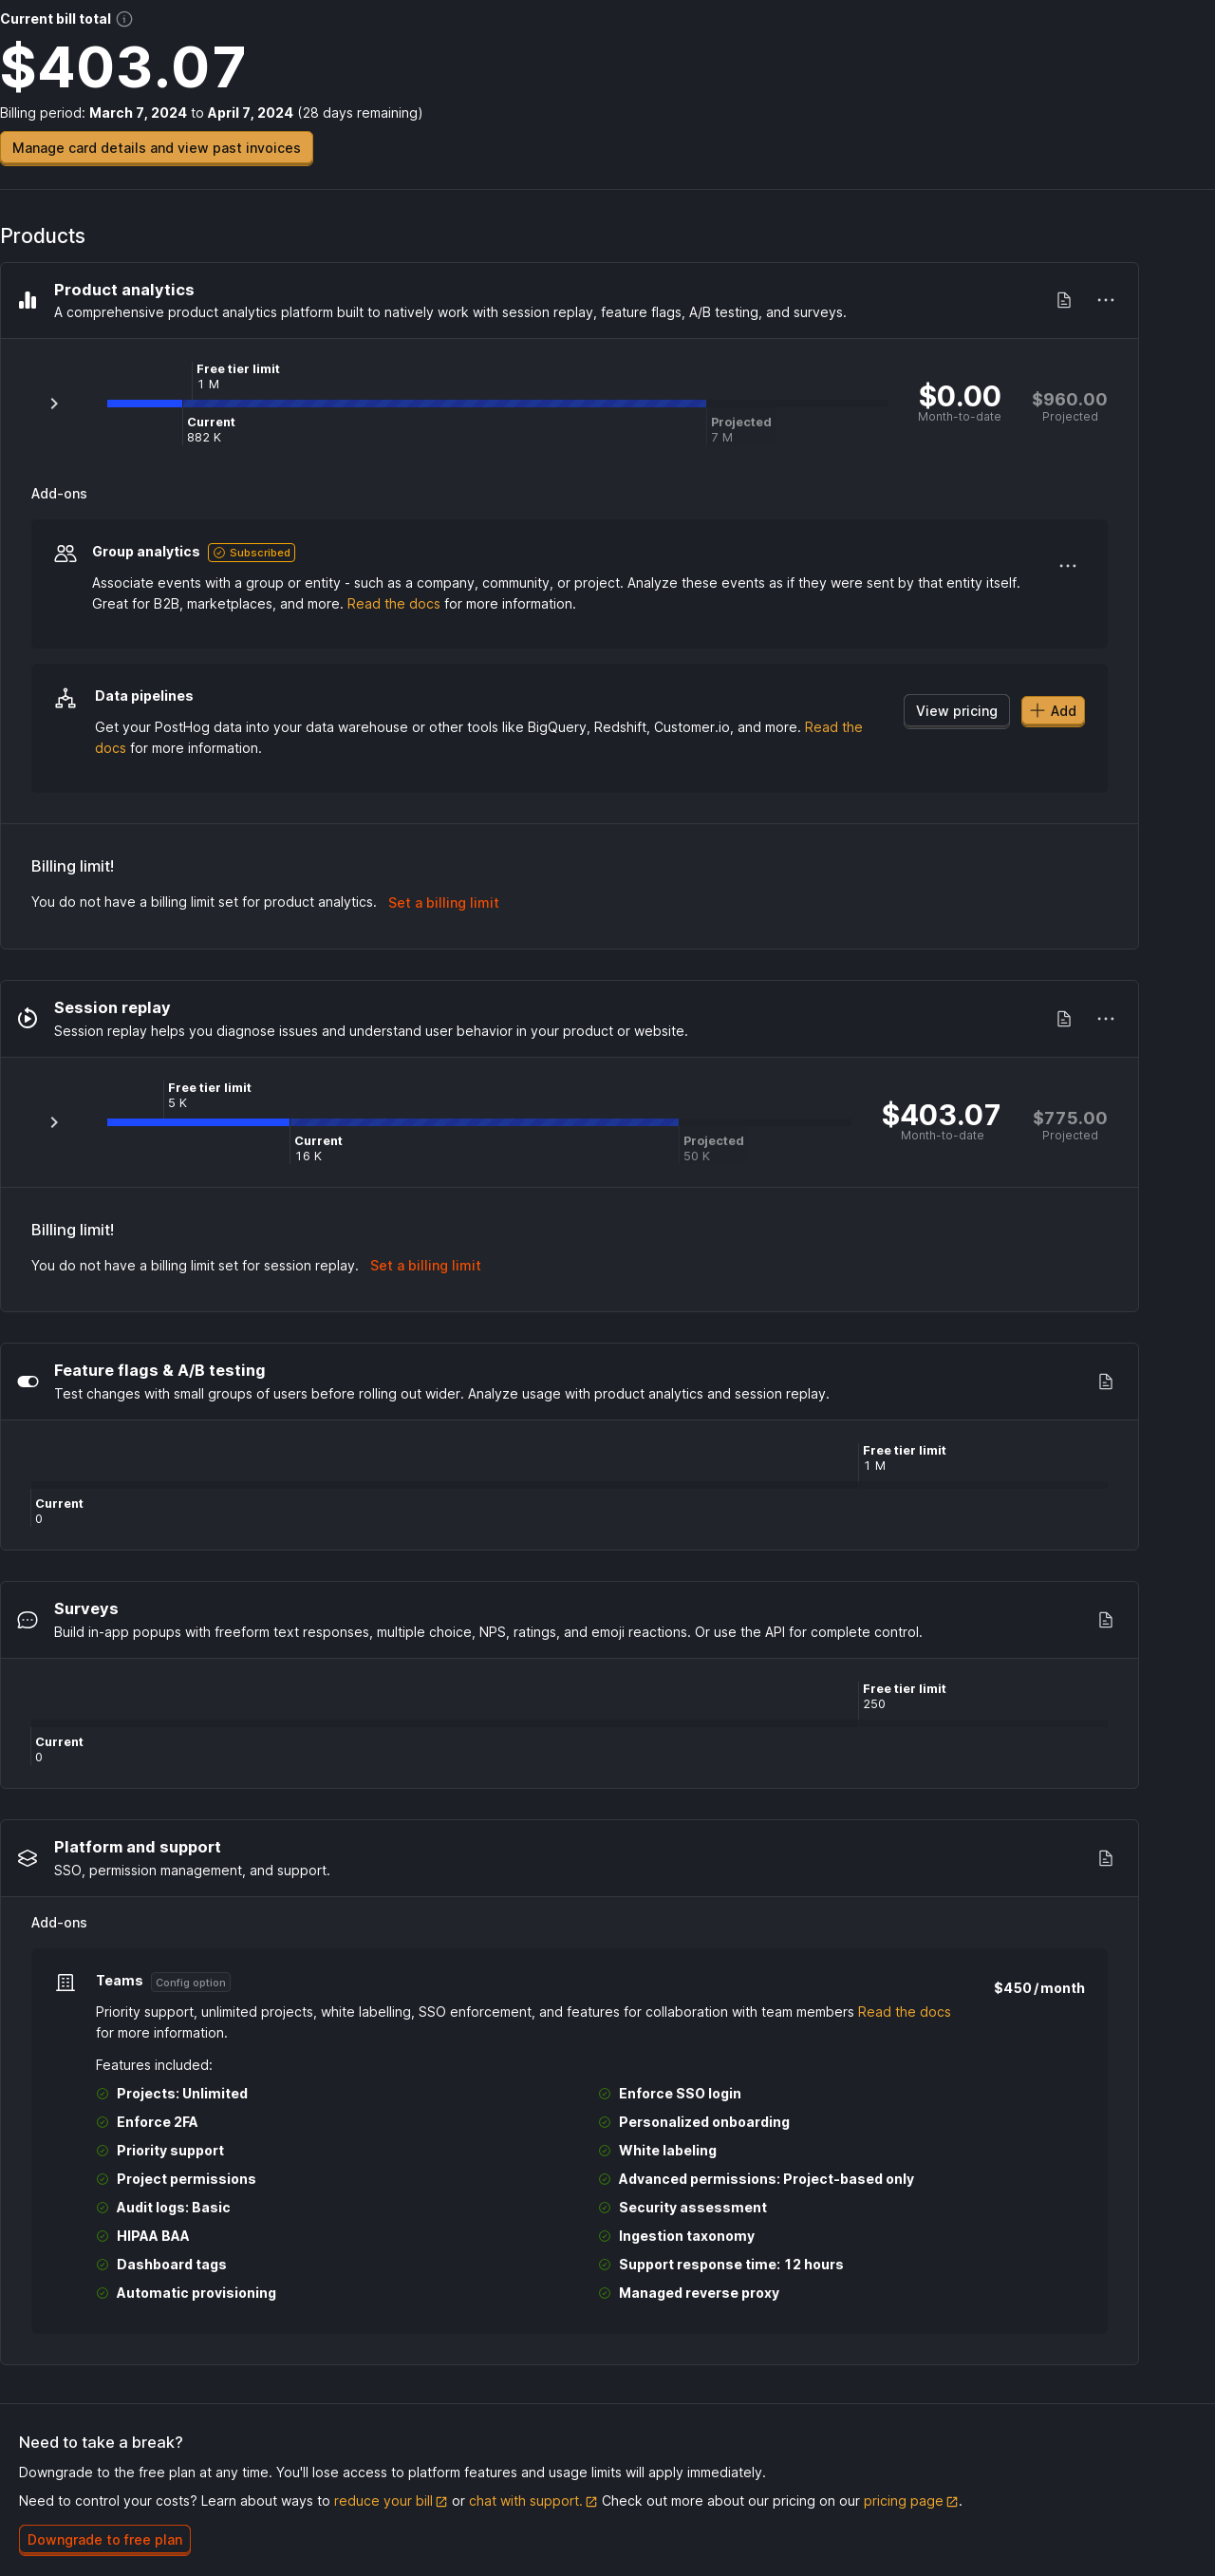 Current bill total
$403.07
Billing period: March 7, 2024 to April 7, 2024 (28 days remaining)
Manage card details and view past invoices
Products
Product analytics
A comprehensive product analytics platform built to natively work with session replay, feature flags, A/B testing, and surveys.
Free tier limit
1 M
Current
882 K
Projected
7 M
$0.00
Month-to-date
$960.00
Projected
Add-ons
Group analytics Subscribed
Associate events with a group or entity - such as a company, community, or project. Analyze these events as if they were sent by that entity itself.
Great for B2B, marketplaces, and more. Read the docs for more information.
Data pipelines
Get your PostHog data into your data warehouse or other tools like BigQuery, Redshift, Customer.io, and more. Read the
docs for more information.
View pricing
Add
Billing limit!
You do not have a billing limit set for product analytics. Set a billing limit
Session replay
Session replay helps you diagnose issues and understand user behavior in your product or website.
Free tier limit
5 K
Current
16 K
Projected
50 K
$403.07
Month-to-date
$775.00
Projected
Billing limit!
You do not have a billing limit set for session replay. Set a billing limit
Feature flags & A/B testing
Test changes with small groups of users before rolling out wider. Analyze usage with product analytics and session replay.
Free tier limit
1 M
Current
0
Surveys
Build in-app popups with freeform text responses, multiple choice, NPS, ratings, and emoji reactions. Or use the API for complete control.
Free tier limit
250
Current
0
Platform and support
SSO, permission management, and support.
Add-ons
Teams Config option
$450/month
Priority support, unlimited projects, white labelling, SSO enforcement, and features for collaboration with team members Read the docs
for more information.
Features included:
Projects: Unlimited
Enforce SSO login
Enforce 2FA
Personalized onboarding
Priority support
White labeling
Project permissions
Advanced permissions: Project-based only
Audit logs: Basic
Security assessment
HIPAA BAA
Ingestion taxonomy
Dashboard tags
Support response time: 12 hours
Automatic provisioning
Managed reverse proxy
Need to take a break?
Downgrade to the free plan at any time. You'll lose access to platform features and usage limits will apply immediately.
Need to control your costs? Learn about ways to reduce your bill or chat with support. Check out more about our pricing on our pricing page.
Downgrade to free plan